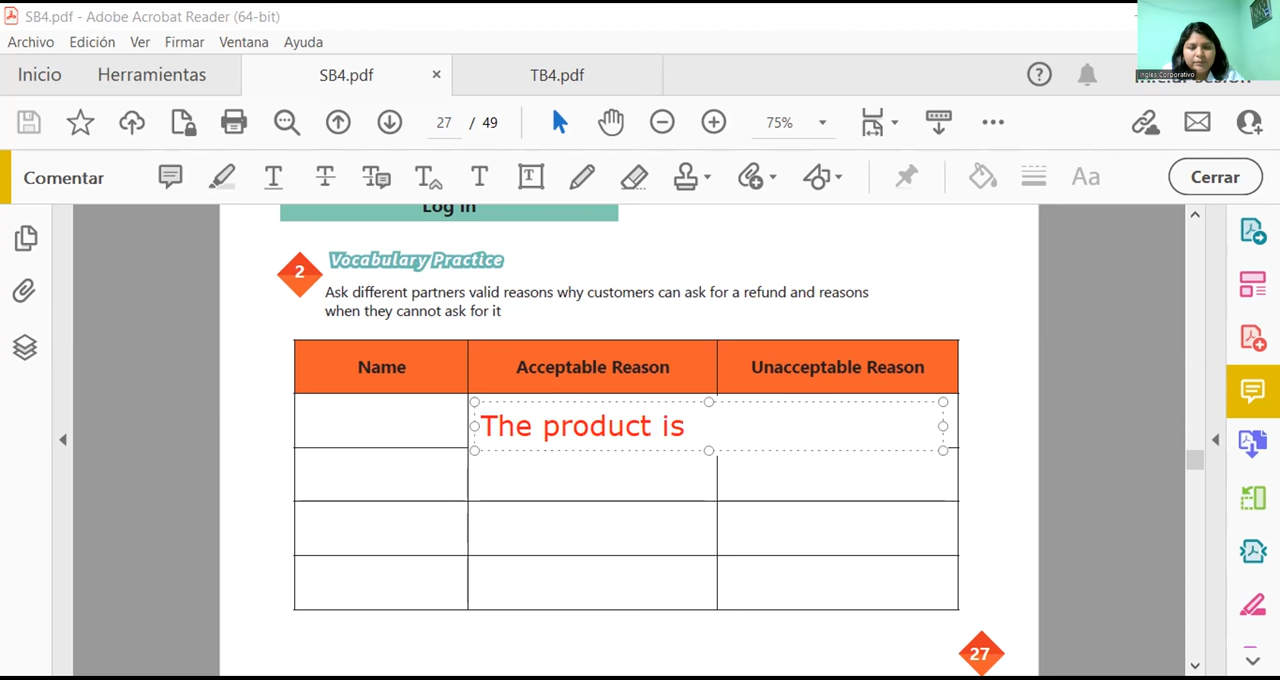 SB4.pdf - Adobe Acrobat Reader (64-bit)
Archivo Edición Ver Firmar Ventana Ayuda
Inicio Herramientas SB4.pdf × TB4.pdf
Ingles Corporativo
27 / 49 75%
Comentar Cerrar
Log in
2 Vocabulary Practice
Ask different partners valid reasons why customers can ask for a refund and reasons
when they cannot ask for it
Name Acceptable Reason Unacceptable Reason
The product is
27